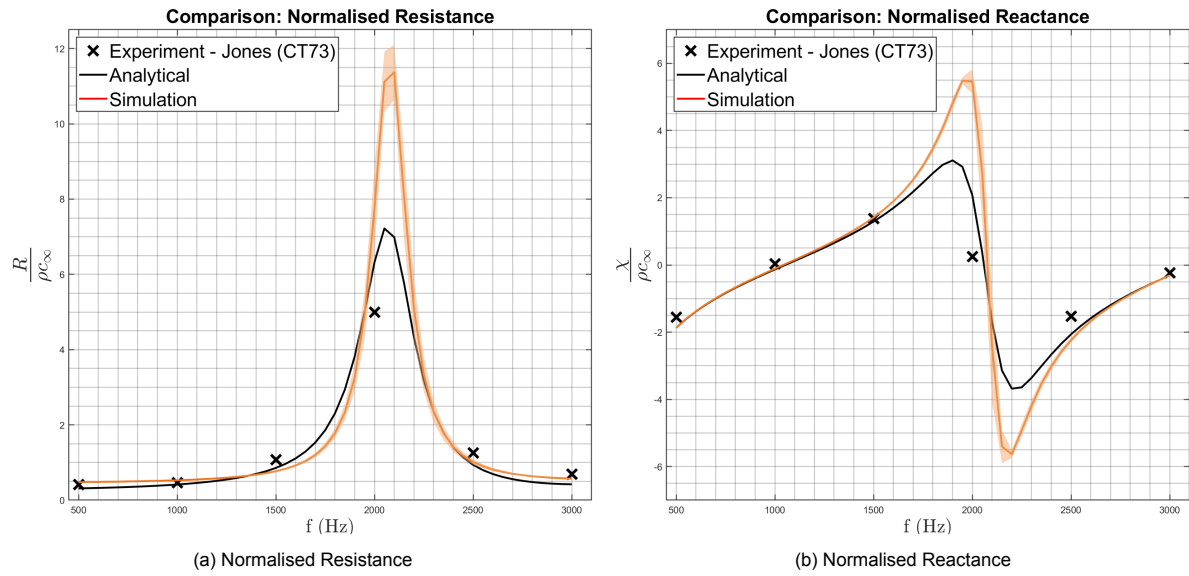 Comparison: Normalised Resistance
Experiment - Jones (CT73)
Analytical
Simulation
12
10
8
6
4
2
0
R
ρc∞
500
1000
1500
2000
2500
3000
f (Hz)
(a) Normalised Resistance
Comparison: Normalised Reactance
Experiment - Jones (CT73)
Analytical
Simulation
6
4
2
0
-2
-4
-6
χ
ρc∞
500
1000
1500
2000
2500
3000
f (Hz)
(b) Normalised Reactance